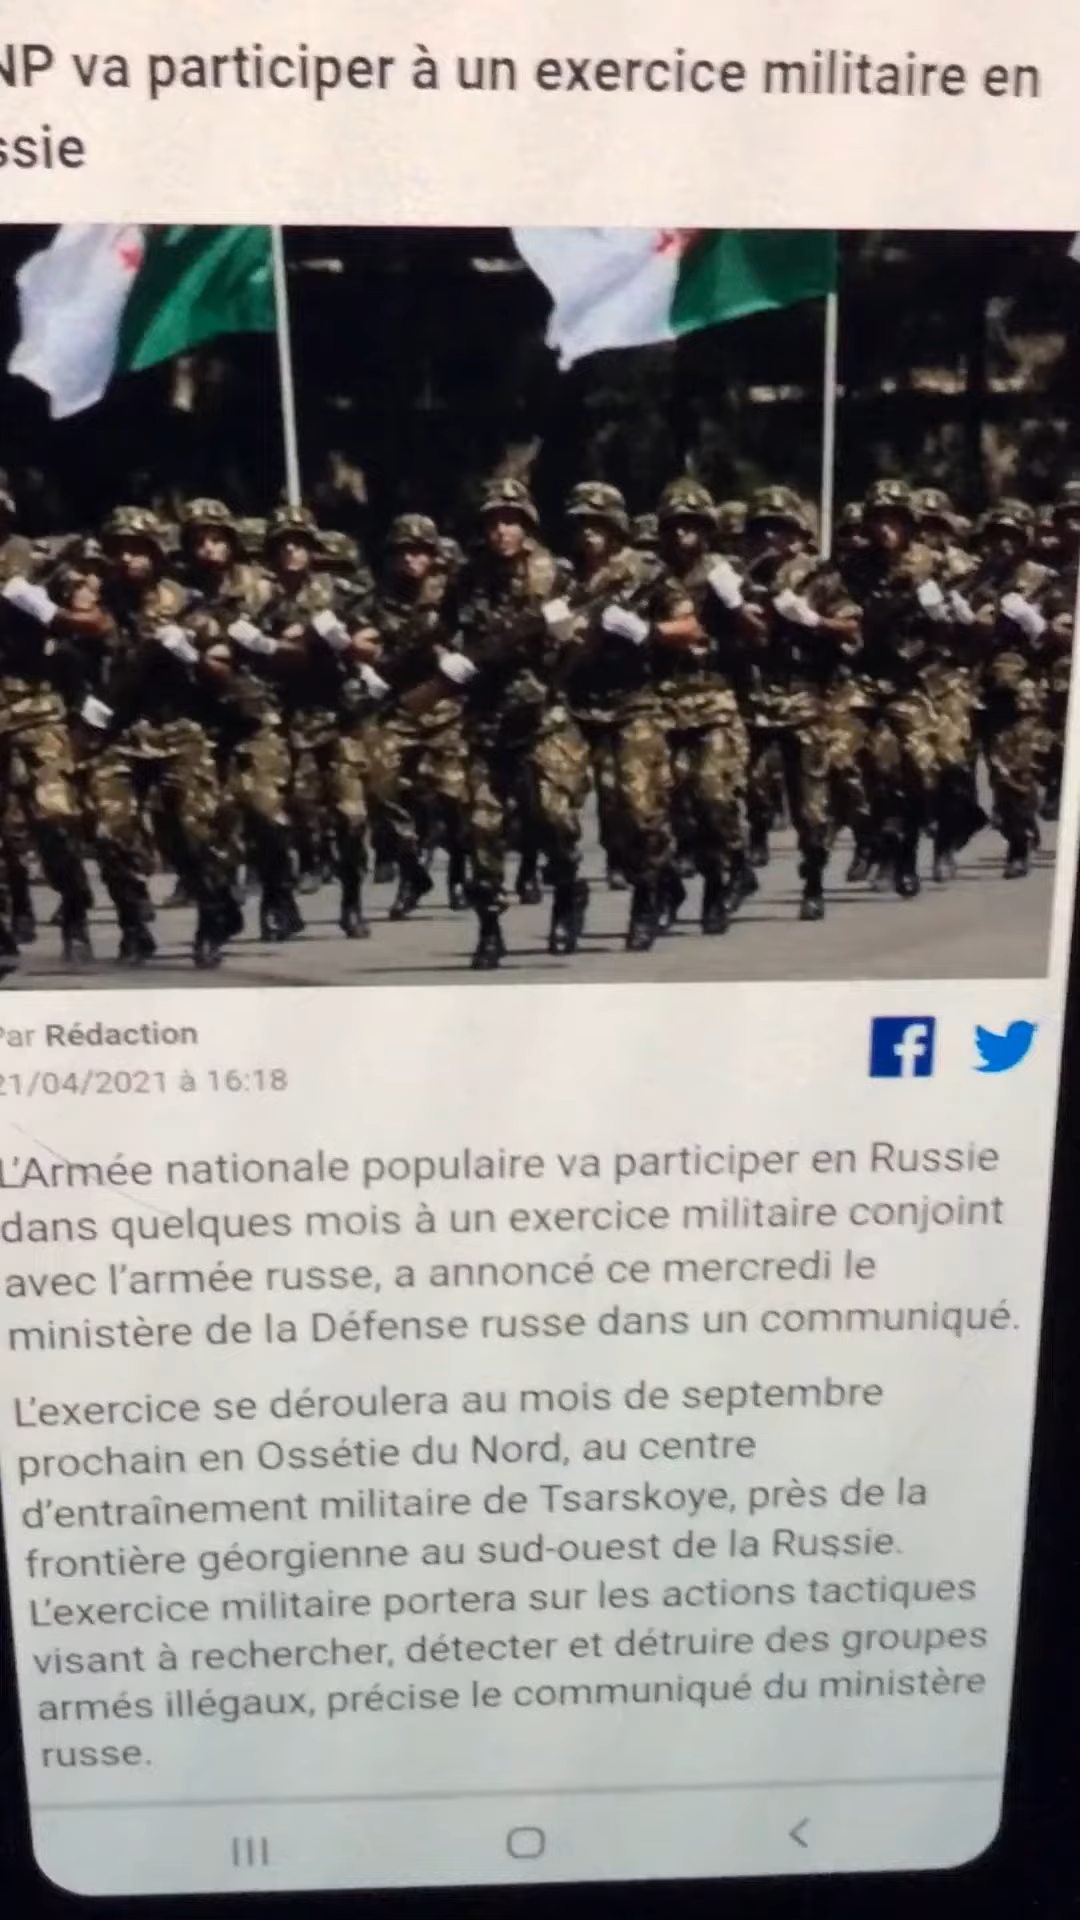 NP va participer à un exercice militaire en
ssie
Par Rédaction
21/04/2021 à 16:18
L'Armée nationale populaire va participer en Russie
dans quelques mois à un exercice militaire conjoint
avec l'armée russe, a annoncé ce mercredi le
ministère de la Défense russe dans un communiqué.
L'exercice se déroulera au mois de septembre
prochain en Ossétie du Nord, au centre
d'entraînement militaire de Tsarskoye, près de la
frontière géorgienne au sud-ouest de la Russie.
L'exercice militaire portera sur les actions tactiques
visant à rechercher, détecter et détruire des groupes
armés illégaux, précise le communiqué du ministère
russe.